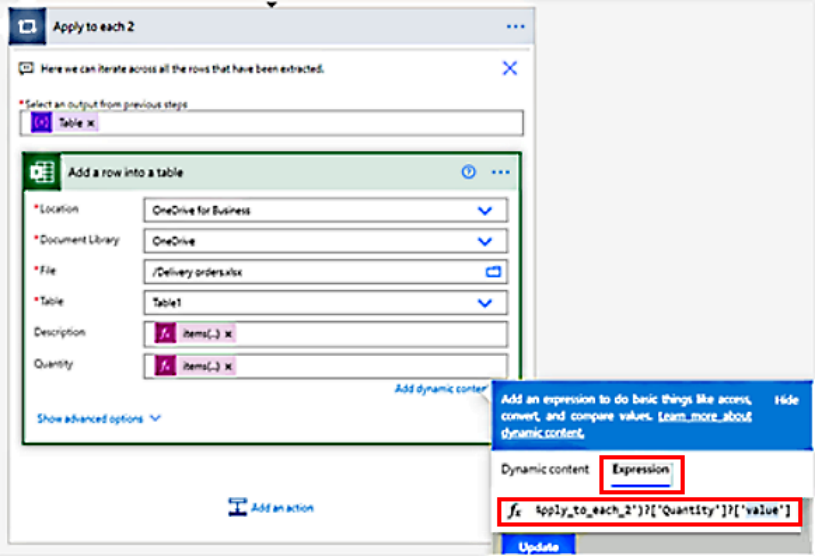 Apply to each 2
Here we can iterate across all the rows that have been extracted.
*Select an output from previous steps
Table ×
Add a row into a table
*Location
OneDrive for Business
*Document Library
OneDrive
*File
/Delivery orders.xlsx
*Table
Table1
Description
fx items(...) ×
Quantity
fx items(...) ×
Add dynamic conten
Show advanced options
Add an action
Add an expression to do basic things like access, Hide
convert, and compare values. Learn more about
dynamic content.
Dynamic content Expression
fx Apply_to_each_2')?['Quantity']?['value']
Update